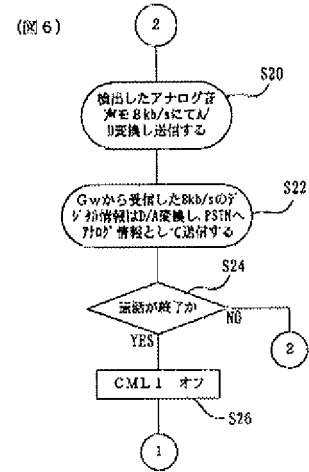 (図6)
2
S20
検出したアナログ音
声を8kb/sにてA/
D変換し送信する
S22
Gwから受信した8kb/sのデ
ジタル情報はD/A変換し、PSTNへ
アナログ情報として送信する
S24
通話が終了か
NO
YES
2
CML1 オフ
S26
1